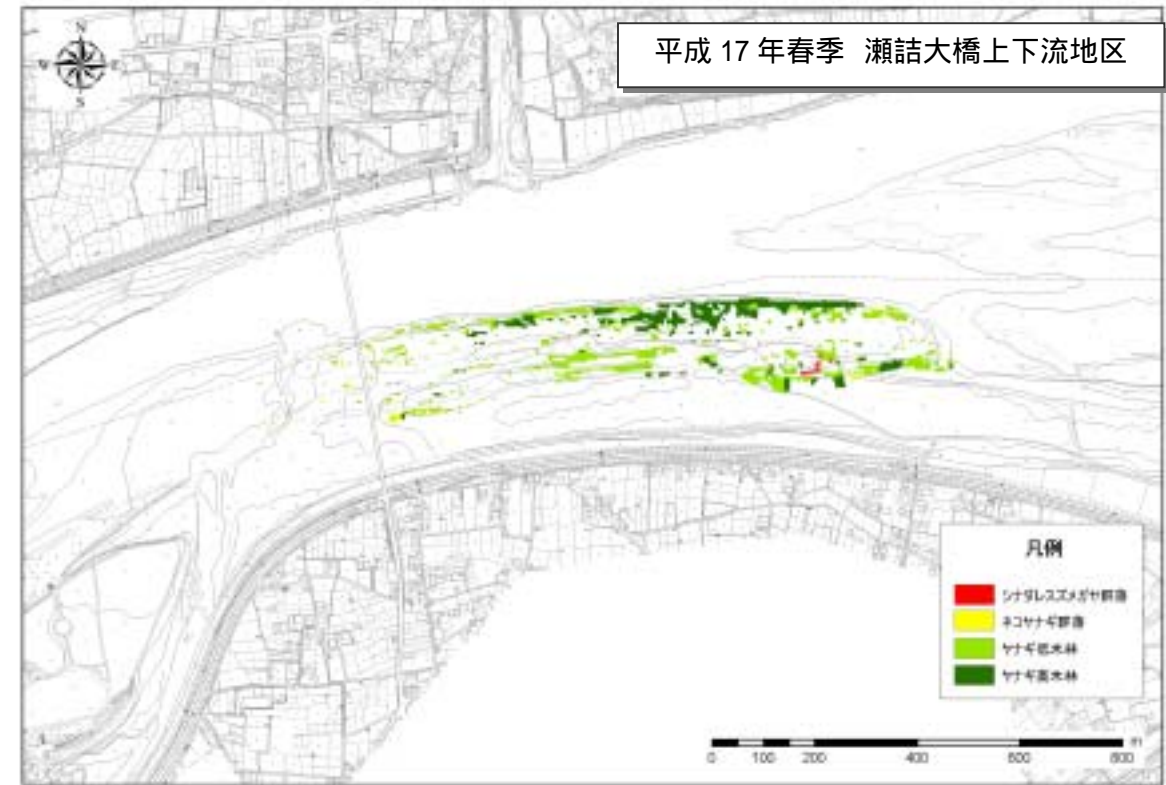 平成 17 年春季 瀬詰大橋上下流地区
N
W E
S
凡例
シナダレスズメガヤ群落
ネコヤナギ群落
ヤナギ低木林
ヤナギ高木林
m
0 100 200 400 600 800